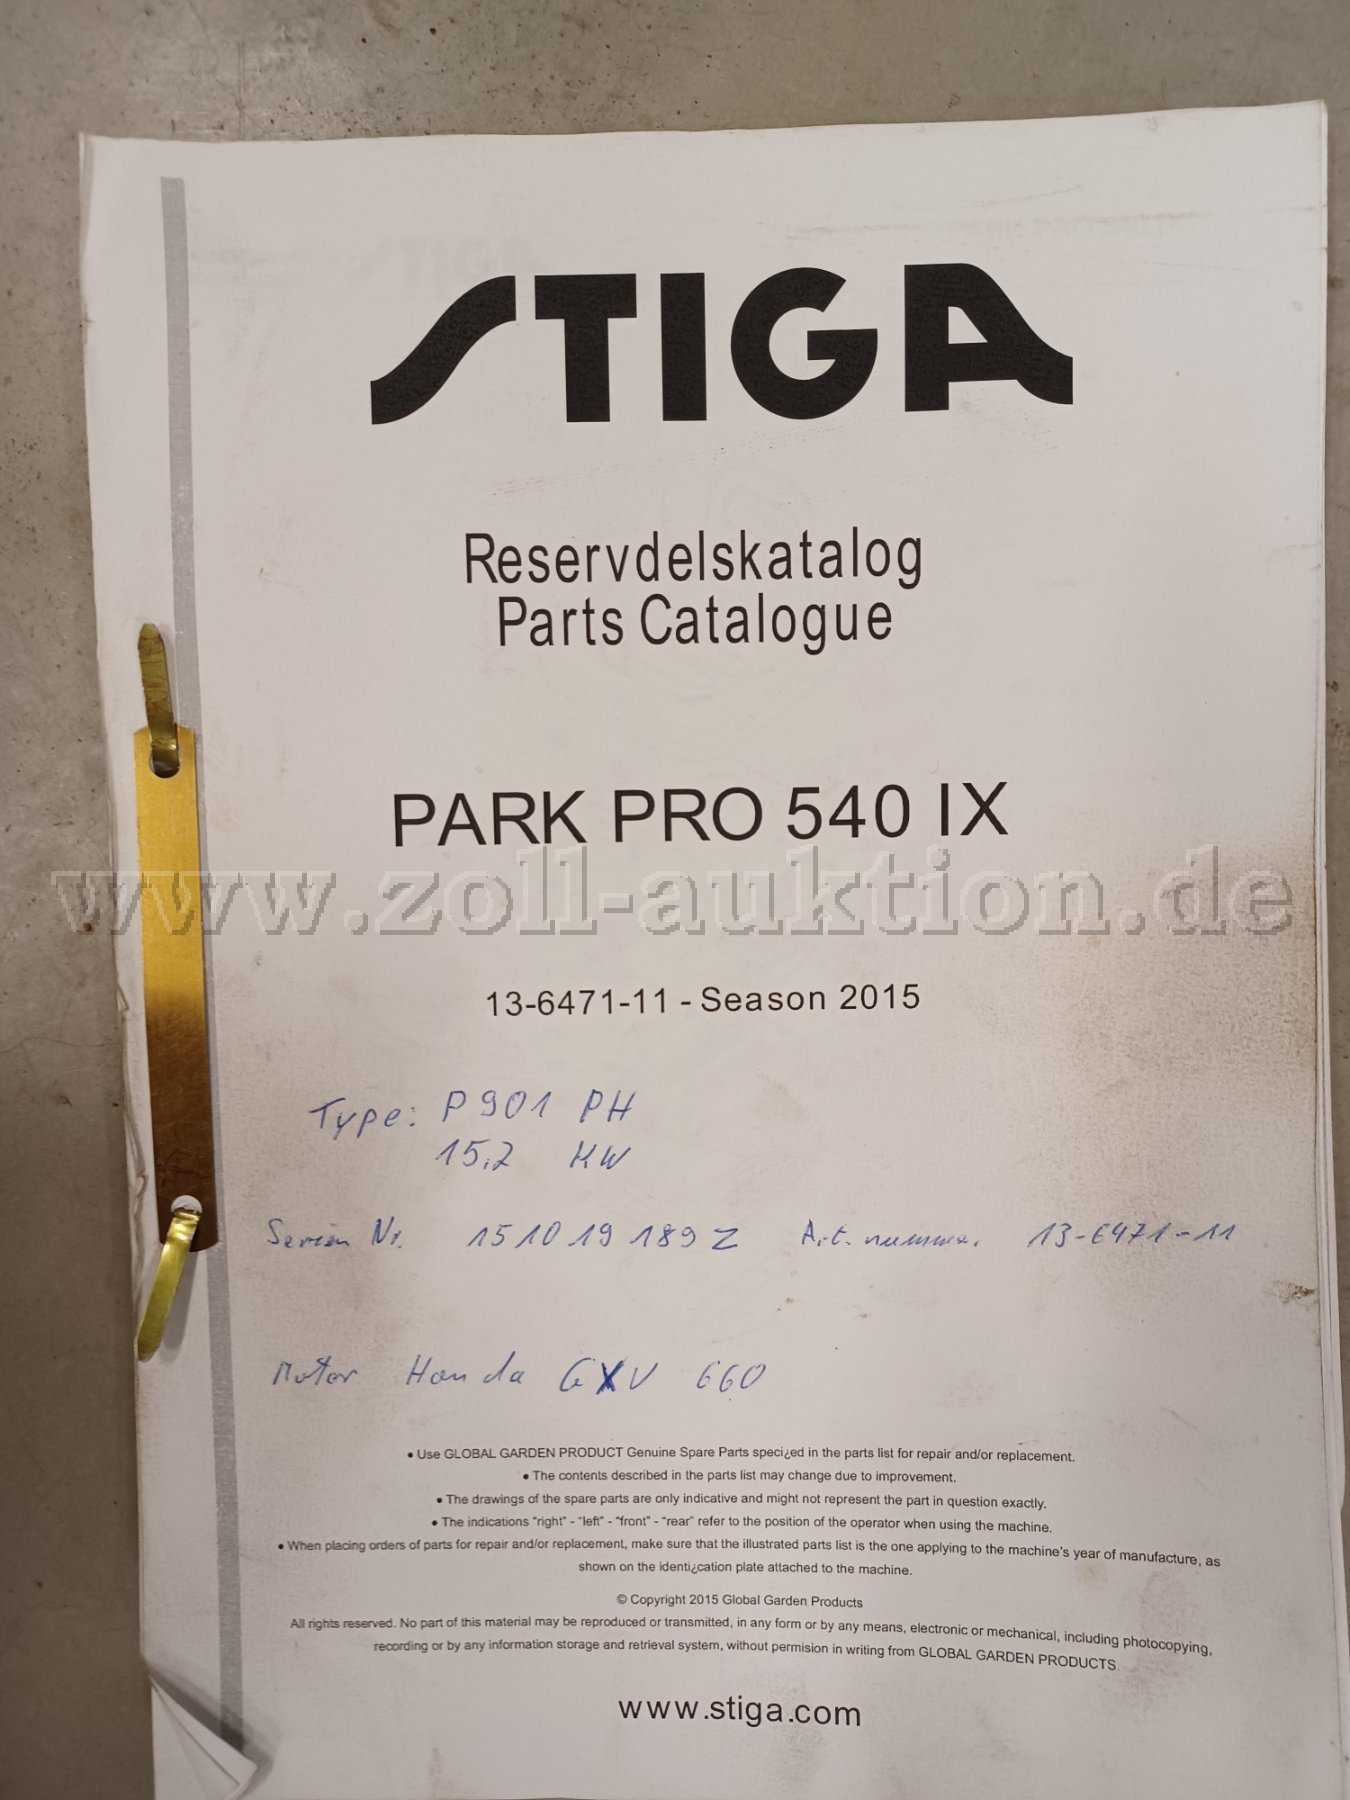 STIGA
Reservdelskatalog
Parts Catalogue
PARK PRO 540 IX
www.zoll-auktion.de
13-6471-11 - Season 2015
Type: P901 PH
15,2 KW
Serien Nr. 151019189Z Art. nummer 13-6471-11
Motor Honda GXV 660
• Use GLOBAL GARDEN PRODUCT Genuine Spare Parts speci¿ed in the parts list for repair and/or replacement.
• The contents described in the parts list may change due to improvement.
• The drawings of the spare parts are only indicative and might not represent the part in question exactly.
• The indications "right" - "left" - "front" - "rear" refer to the position of the operator when using the machine.
• When placing orders of parts for repair and/or replacement, make sure that the illustrated parts list is the one applying to the machine's year of manufacture, as
shown on the identi¿cation plate attached to the machine.
© Copyright 2015 Global Garden Products
All rights reserved. No part of this material may be reproduced or transmitted, in any form or by any means, electronic or mechanical, including photocopying,
recording or by any information storage and retrieval system, without permision in writing from GLOBAL GARDEN PRODUCTS.
www.stiga.com